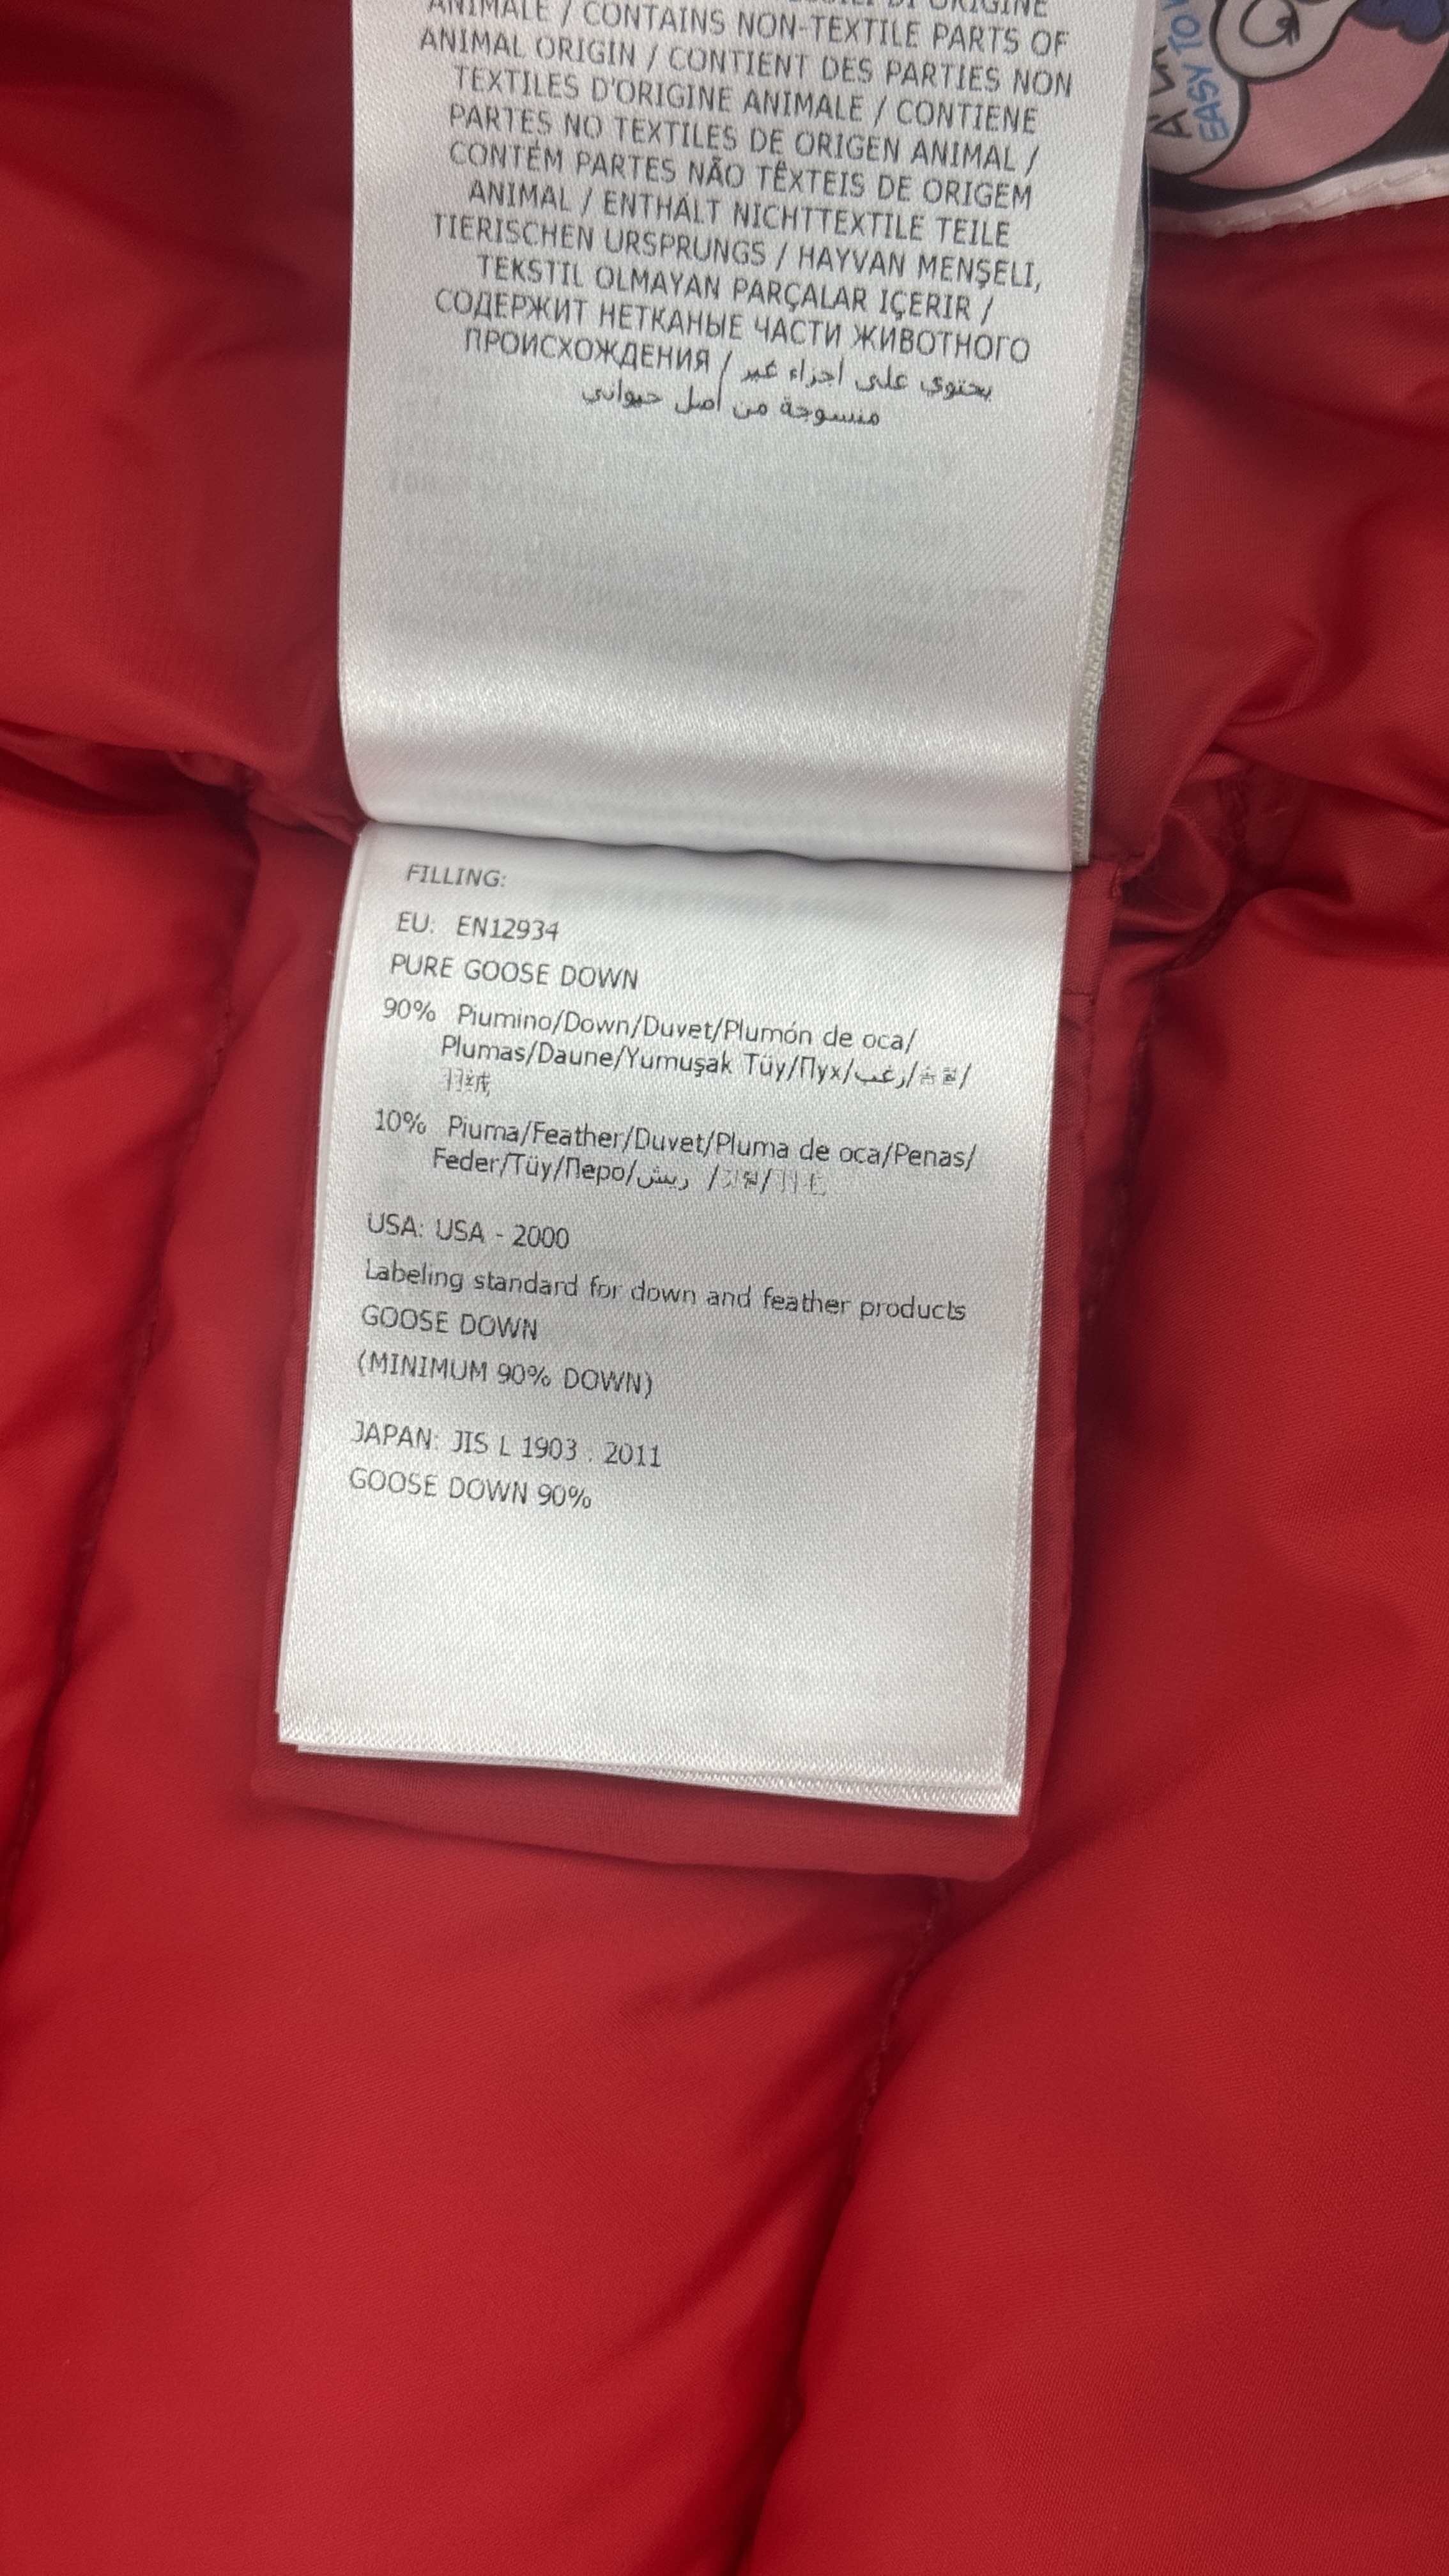 ANIMALE / CONTAINS NON-TEXTILE PARTS OF
ANIMAL ORIGIN / CONTIENT DES PARTIES NON
TEXTILES D'ORIGINE ANIMALE / CONTIENE
PARTES NO TEXTILES DE ORIGEN ANIMAL /
CONTÉM PARTES NÃO TÊXTEIS DE ORIGEM
ANIMAL / ENTHÄLT NICHTTEXTILE TEILE
TIERISCHEN URSPRUNGS / HAYVAN MENŞELI,
TEKSTIL OLMAYAN PARÇALAR IÇERIR /
СОДЕРЖИТ НЕТКАНЫЕ ЧАСТИ ЖИВОТНОГО
ПРОИСХОЖДЕНИЯ / يحتوي على اجزاء غير
منسوجة من أصل حيواني
EASY TO
FILLING:
EU: EN12934
PURE GOOSE DOWN
90% Piumino/Down/Duvet/Plumón de oca/
Plumas/Daune/Yumuşak Tüy/Пух/رغب/
羽绒
10% Piuma/Feather/Duvet/Pluma de oca/Penas/
Feder/Tüy/Перо/ريش /
USA: USA - 2000
Labeling standard for down and feather products
GOOSE DOWN
(MINIMUM 90% DOWN)
JAPAN: JIS L 1903 : 2011
GOOSE DOWN 90%